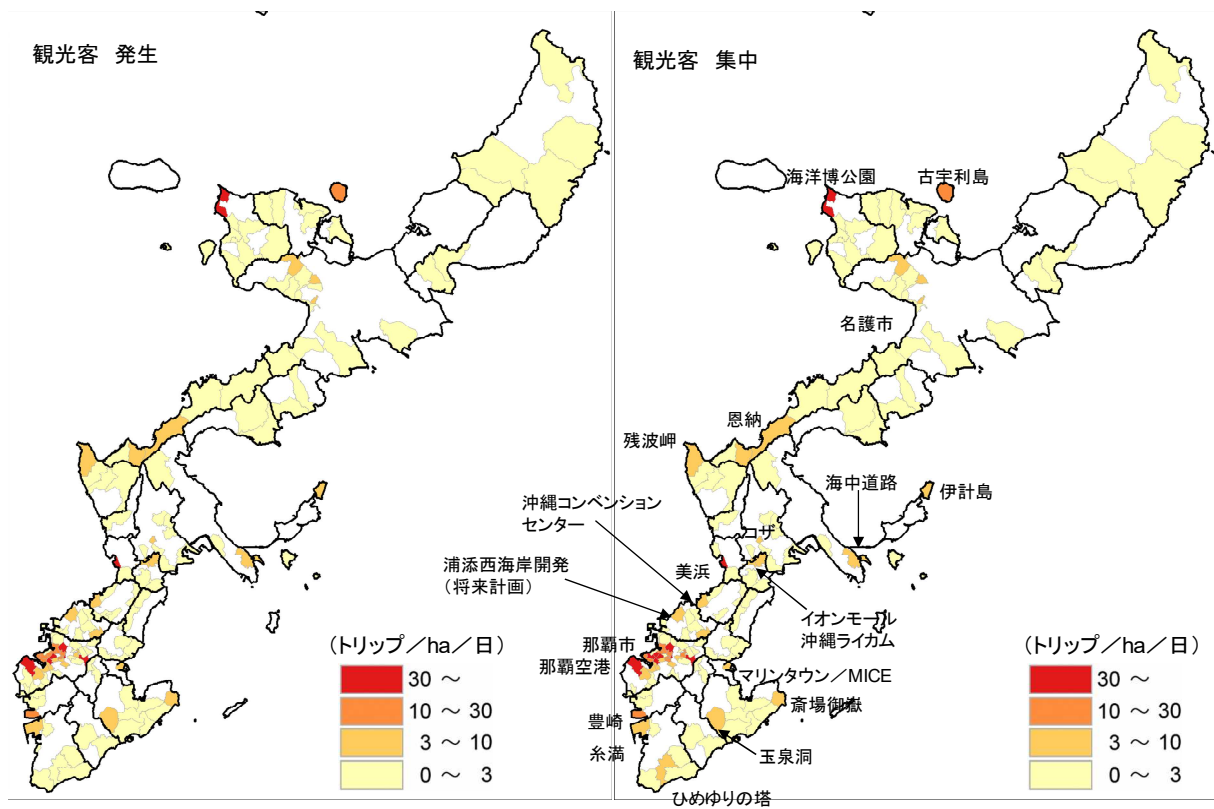 観光客 発生
(トリップ/ha/日)
30 ~
10 ~ 30
3 ~ 10
0 ~ 3
観光客 集中
海洋博公園
古宇利島
名護市
恩納
残波岬
海中道路
伊計島
沖縄コンベンション
センター
コザ
浦添西海岸開発
(将来計画)
美浜
イオンモール
沖縄ライカム
那覇市
那覇空港
マリンタウン/MICE
斎場御嶽
豊崎
糸満
玉泉洞
ひめゆりの塔
(トリップ/ha/日)
30 ~
10 ~ 30
3 ~ 10
0 ~ 3